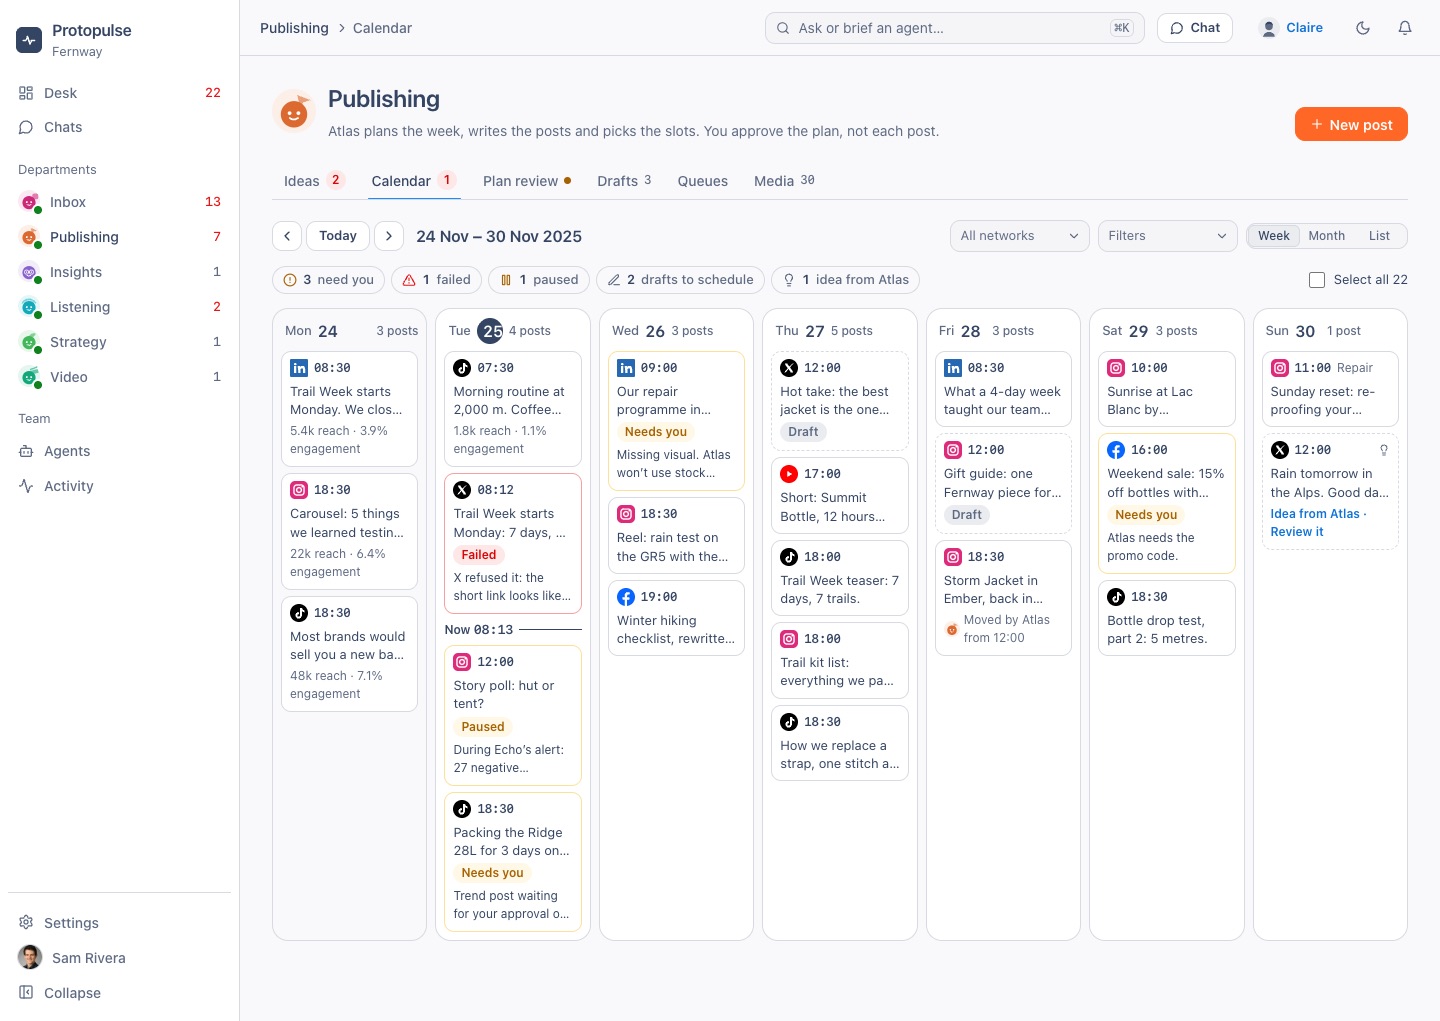 Protopulse
Fernway
Desk 22
Chats
Departments
Inbox 13
Publishing 7
Insights 1
Listening 2
Strategy 1
Video 1
Team
Agents
Activity
Settings
Sam Rivera
Collapse
Publishing > Calendar
Ask or brief an agent… ⌘K
Chat
Claire
Publishing
Atlas plans the week, writes the posts and picks the slots. You approve the plan, not each post.
+ New post
Ideas 2
Calendar 1
Plan review
Drafts 3
Queues
Media 30
Today
24 Nov – 30 Nov 2025
All networks
Filters
Week Month List
3 need you
1 failed
1 paused
2 drafts to schedule
1 idea from Atlas
Select all 22
Mon 24 3 posts
08:30
Trail Week starts
Monday. We clos…
5.4k reach · 3.9%
engagement
18:30
Carousel: 5 things
we learned testin…
22k reach · 6.4%
engagement
18:30
Most brands would
sell you a new ba…
48k reach · 7.1%
engagement
Tue 25 4 posts
07:30
Morning routine at
2,000 m. Coffee…
1.8k reach · 1.1%
engagement
08:12
Trail Week starts
Monday: 7 days, …
Failed
X refused it: the
short link looks like…
Now 08:13
12:00
Story poll: hut or
tent?
Paused
During Echo’s alert:
27 negative…
18:30
Packing the Ridge
28L for 3 days on…
Needs you
Trend post waiting
for your approval o…
Wed 26 3 posts
09:00
Our repair
programme in…
Needs you
Missing visual. Atlas
won’t use stock…
18:30
Reel: rain test on
the GR5 with the…
19:00
Winter hiking
checklist, rewritte…
Thu 27 5 posts
12:00
Hot take: the best
jacket is the one…
Draft
17:00
Short: Summit
Bottle, 12 hours…
18:00
Trail Week teaser: 7
days, 7 trails.
18:00
Trail kit list:
everything we pa…
18:30
How we replace a
strap, one stitch a…
Fri 28 3 posts
08:30
What a 4-day week
taught our team…
12:00
Gift guide: one
Fernway piece for…
Draft
18:30
Storm Jacket in
Ember, back in…
Moved by Atlas
from 12:00
Sat 29 3 posts
10:00
Sunrise at Lac
Blanc by…
16:00
Weekend sale: 15%
off bottles with…
Needs you
Atlas needs the
promo code.
18:30
Bottle drop test,
part 2: 5 metres.
Sun 30 1 post
11:00 Repair
Sunday reset: re-
proofing your…
12:00
Rain tomorrow in
the Alps. Good da…
Idea from Atlas ·
Review it